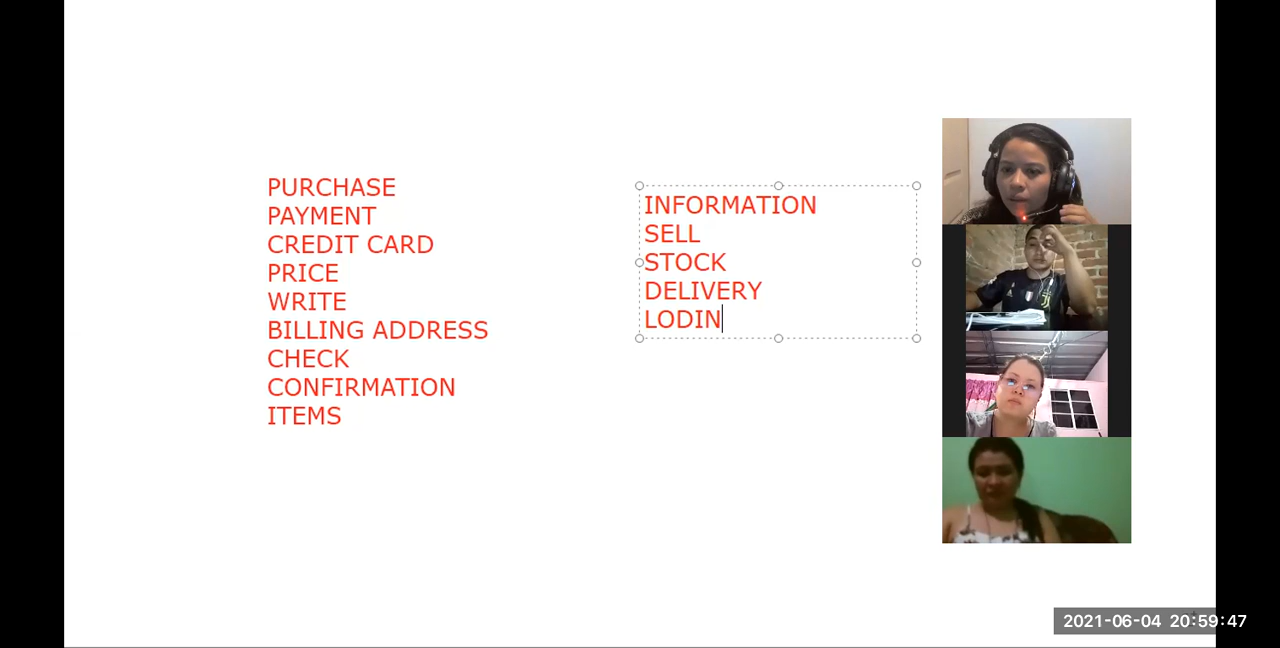 PURCHASE
PAYMENT
CREDIT CARD
PRICE
WRITE
BILLING ADDRESS
CHECK
CONFIRMATION
ITEMS
INFORMATION
SELL
STOCK
DELIVERY
LODIN
2021-06-04 20:59:47